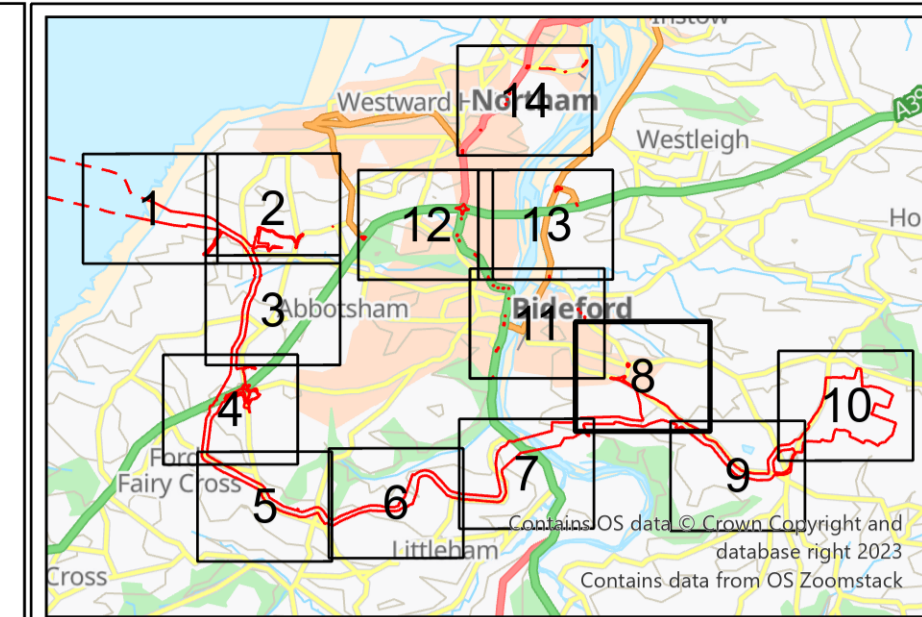 Instow
Westward H
Northam
14
Westleigh
A39
1
2
12
13
Ho
3
Abbotsham
Bideford
11
8
4
10
Ford
Fairy Cross
5
6
7
9
Littleham
Contains OS data © Crown Copyright and
database right 2023
Cross
Contains data from OS Zoomstack